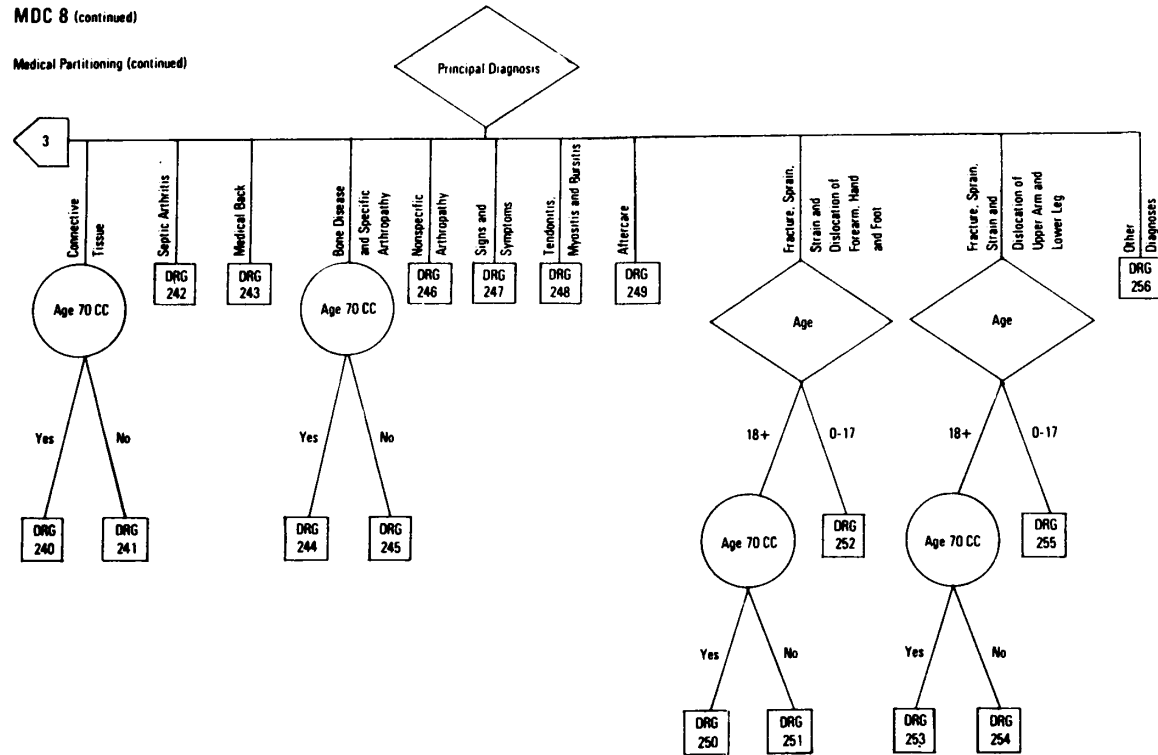 MDC 8 (continued)
Medical Partitioning (continued)
Principal Diagnosis
3
Connective
Tissue
Septic Arthritis
Medical Back
Bone Disease
and Specific
Arthropathy
Nonspecific
Arthropathy
Signs and
Symptoms
Tendonitis,
Myositis and Bursitis
Aftercare
Fracture, Sprain,
Strain and
Dislocation of
Forearm, Hand
and Foot
Fracture, Sprain,
Strain and
Dislocation of
Upper Arm and
Lower Leg
Other
Diagnoses
DRG
242
DRG
243
DRG
246
DRG
247
DRG
248
DRG
249
DRG
256
Age 70 CC
Age 70 CC
Age
Age
Yes
No
Yes
No
18+
0-17
18+
0-17
DRG
240
DRG
241
DRG
244
DRG
245
Age 70 CC
DRG
252
Age 70 CC
DRG
255
Yes
No
Yes
No
DRG
250
DRG
251
DRG
253
DRG
254